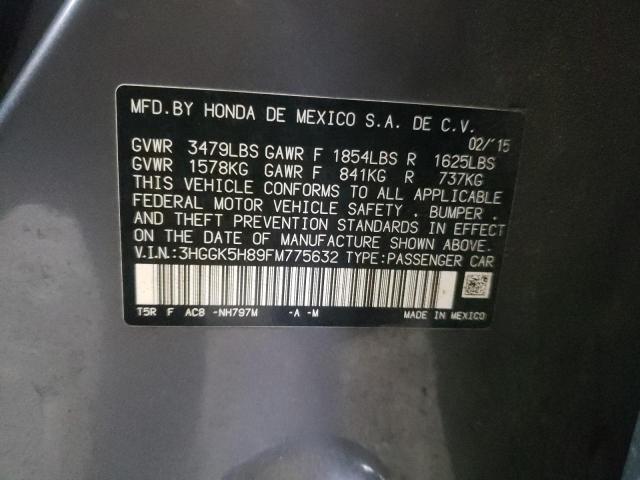 MFD.BY HONDA DE MEXICO S.A. DE C.V.
02/'15
GVWR 3479LBS GAWR F 1854LBS R 1625LBS
GVWR 1578KG GAWR F 841KG R 737KG
THIS VEHICLE CONFORMS TO ALL APPLICABLE
FEDERAL MOTOR VEHICLE SAFETY , BUMPER ,
AND THEFT PREVENTION STANDARDS IN EFFECT
ON THE DATE OF MANUFACTURE SHOWN ABOVE.
V.I.N.:3HGGK5H89FM775632 TYPE:PASSENGER CAR
T5R F AC8 -NH797M -A -M MADE IN MEXICO